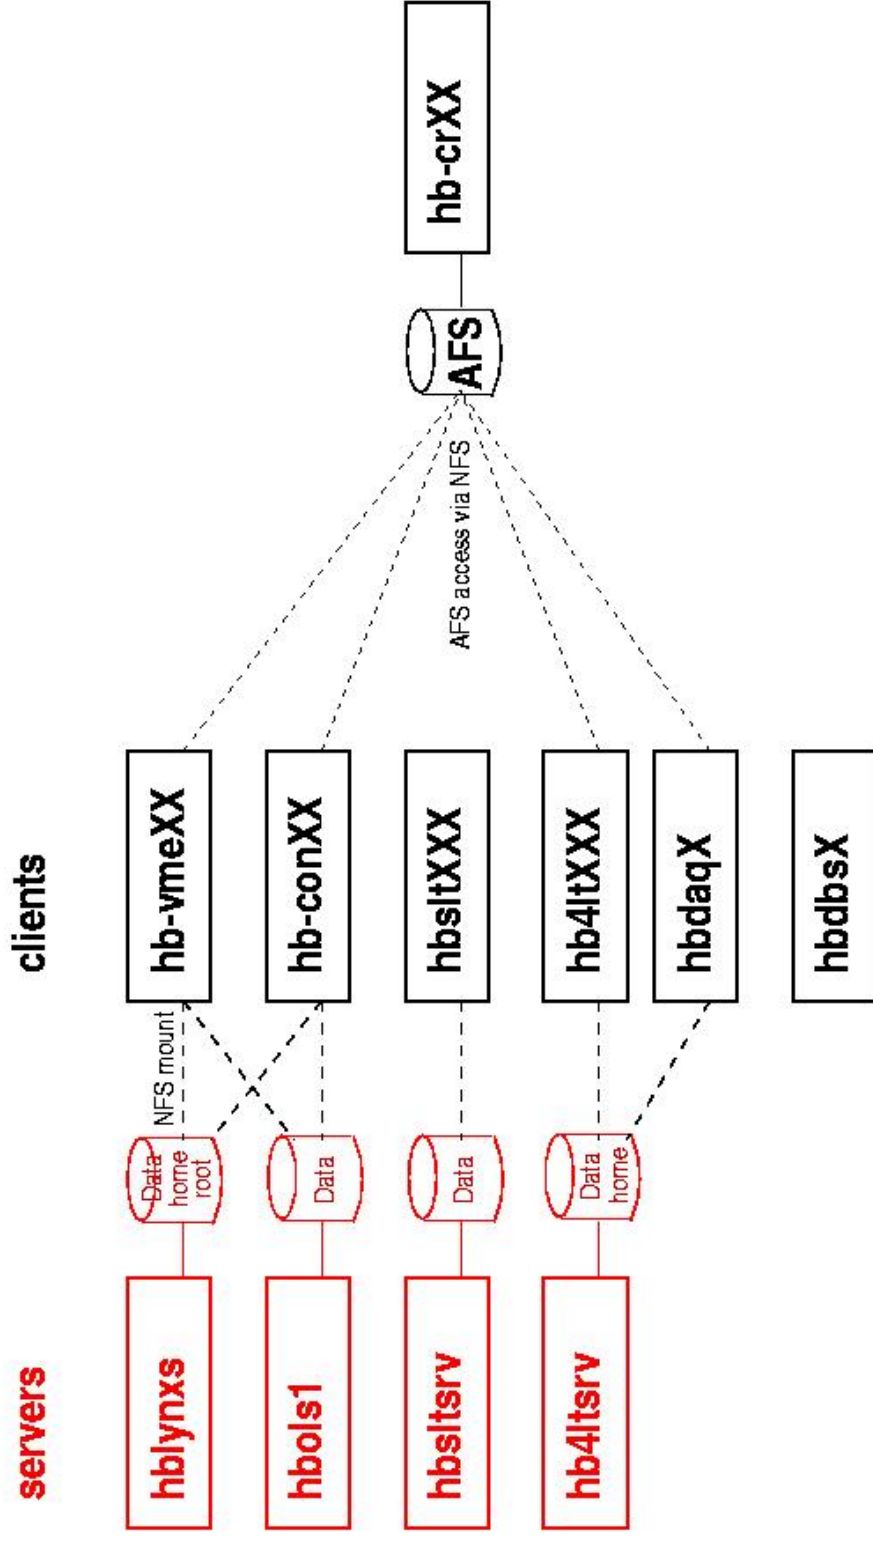 servers
clients
hblynxs
Data
home
root
NFS mount
hb-vmeXX
hbols1
Data
hb-conXX
hbsltsrv
Data
hbsltXXX
AFS access via NFS
AFS
hb-crXX
hb4ltsrv
Data
home
hb4ltXXX
hbdaqX
hbdbsX